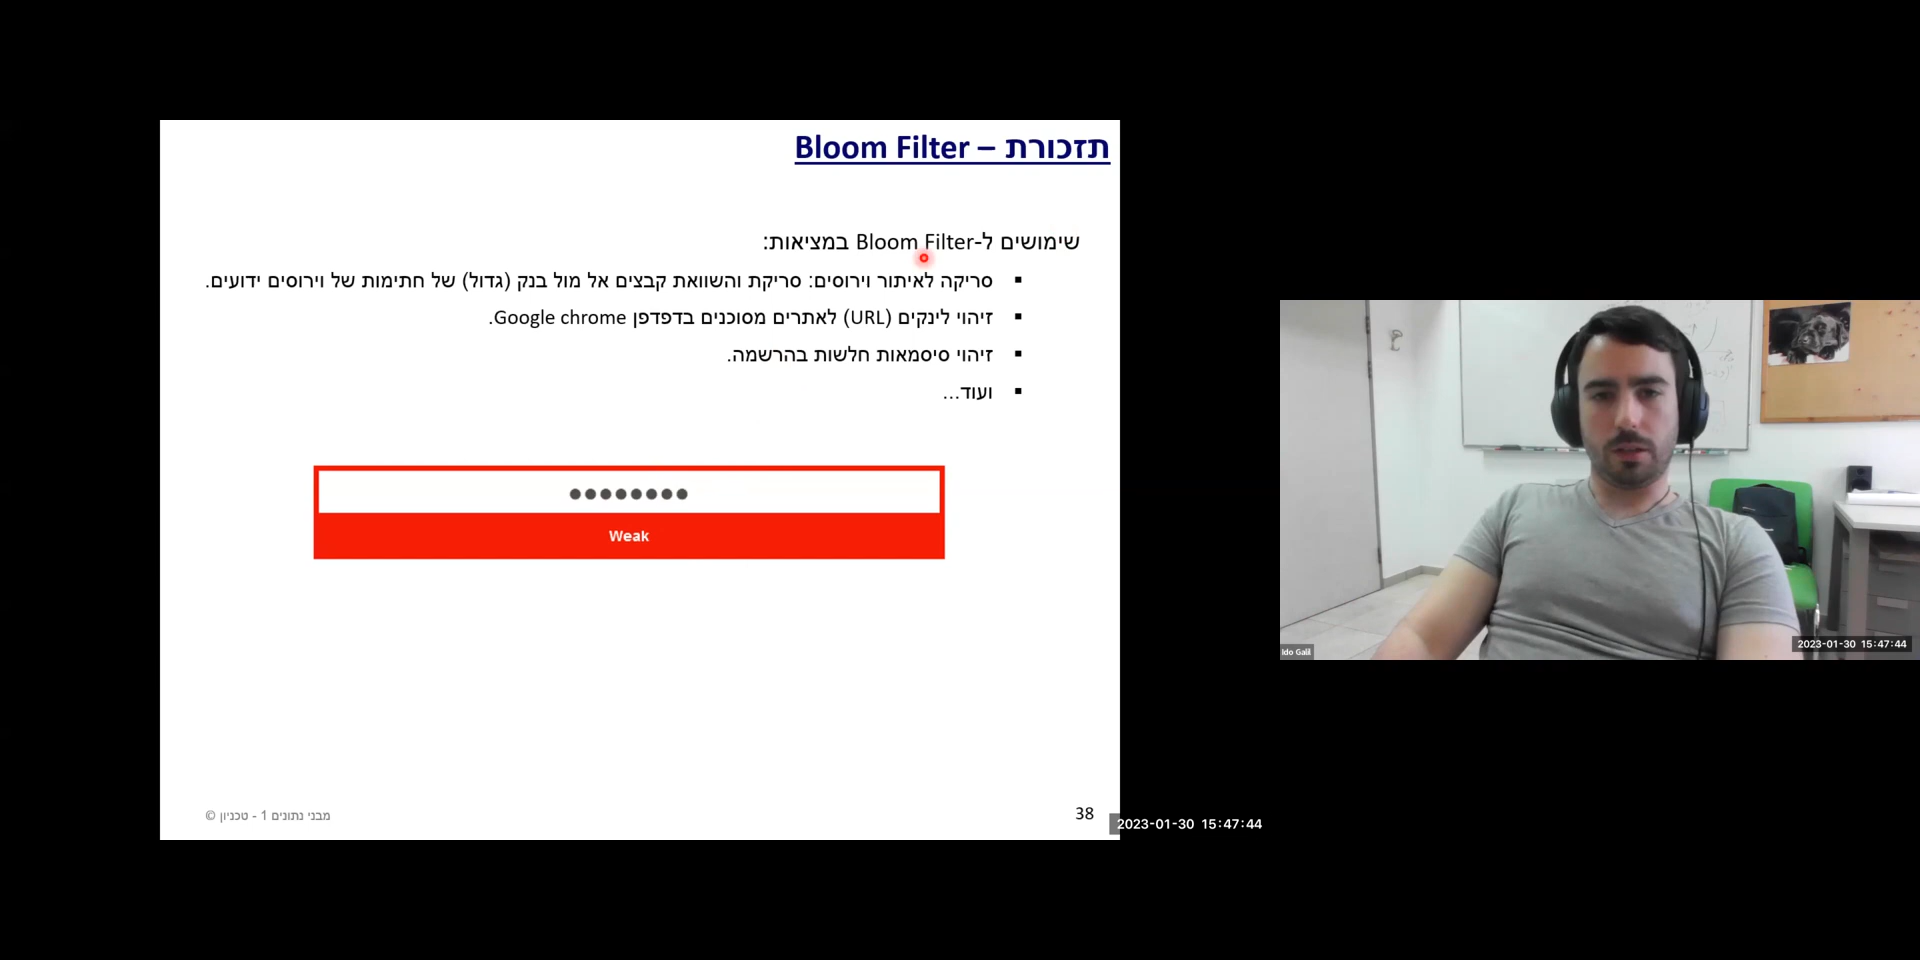 תזכורת – Bloom Filter
שימושים ל-Bloom Filter במציאות:
▪ סריקה לאיתור וירוסים: סריקת והשוואת קבצים אל מול בנק (גדול) של חתימות של וירוסים ידועים.
▪ זיהוי לינקים (URL) לאתרים מסוכנים בדפדפן Google chrome.
▪ זיהוי סיסמאות חלשות בהרשמה.
▪ ועוד...
●●●●●●●●
Weak
מבני נתונים 1 - טכניון ©
38
2023-01-30 15:47:44
Ido Galil
2023-01-30 15:47:44